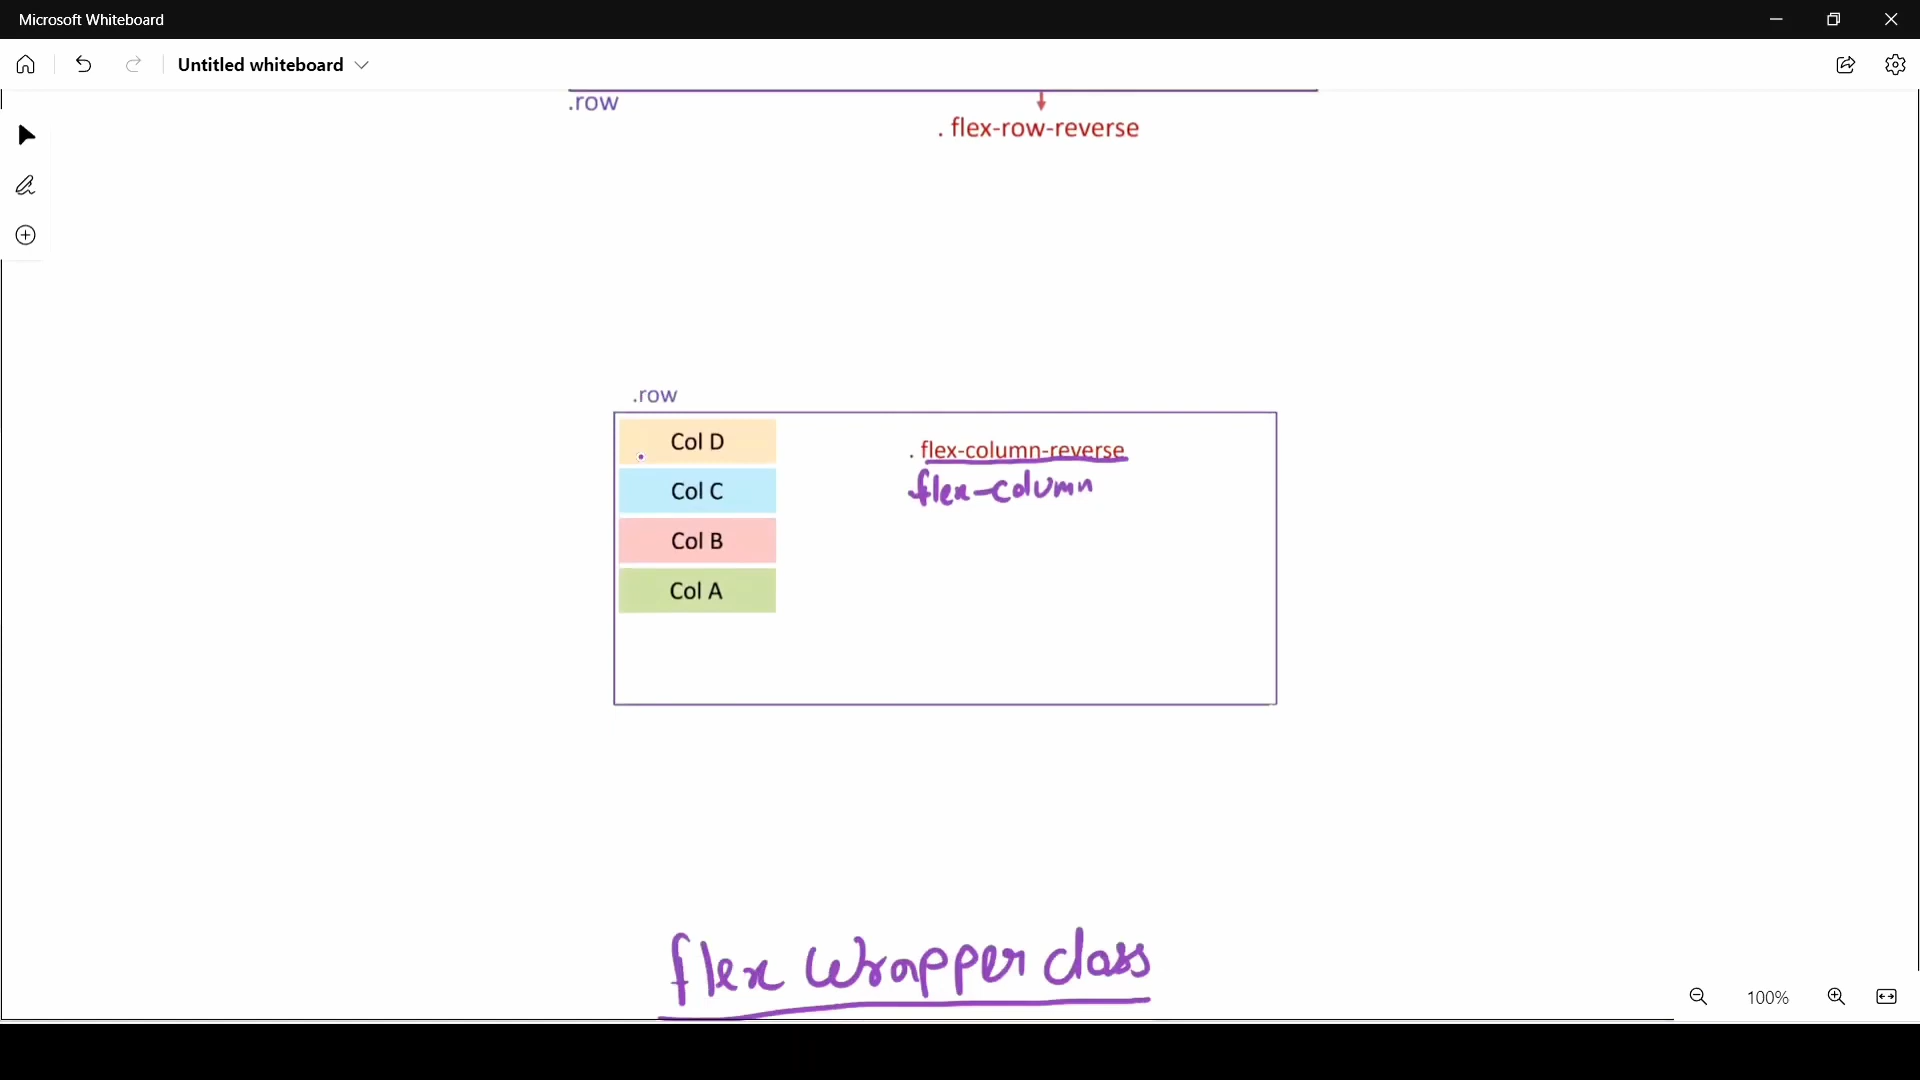 Microsoft Whiteboard
Untitled whiteboard
.row
. flex-row-reverse
.row
Col D
. flex-column-reverse
Col C
.flex-column
Col B
Col A
flex wrapper class
100%